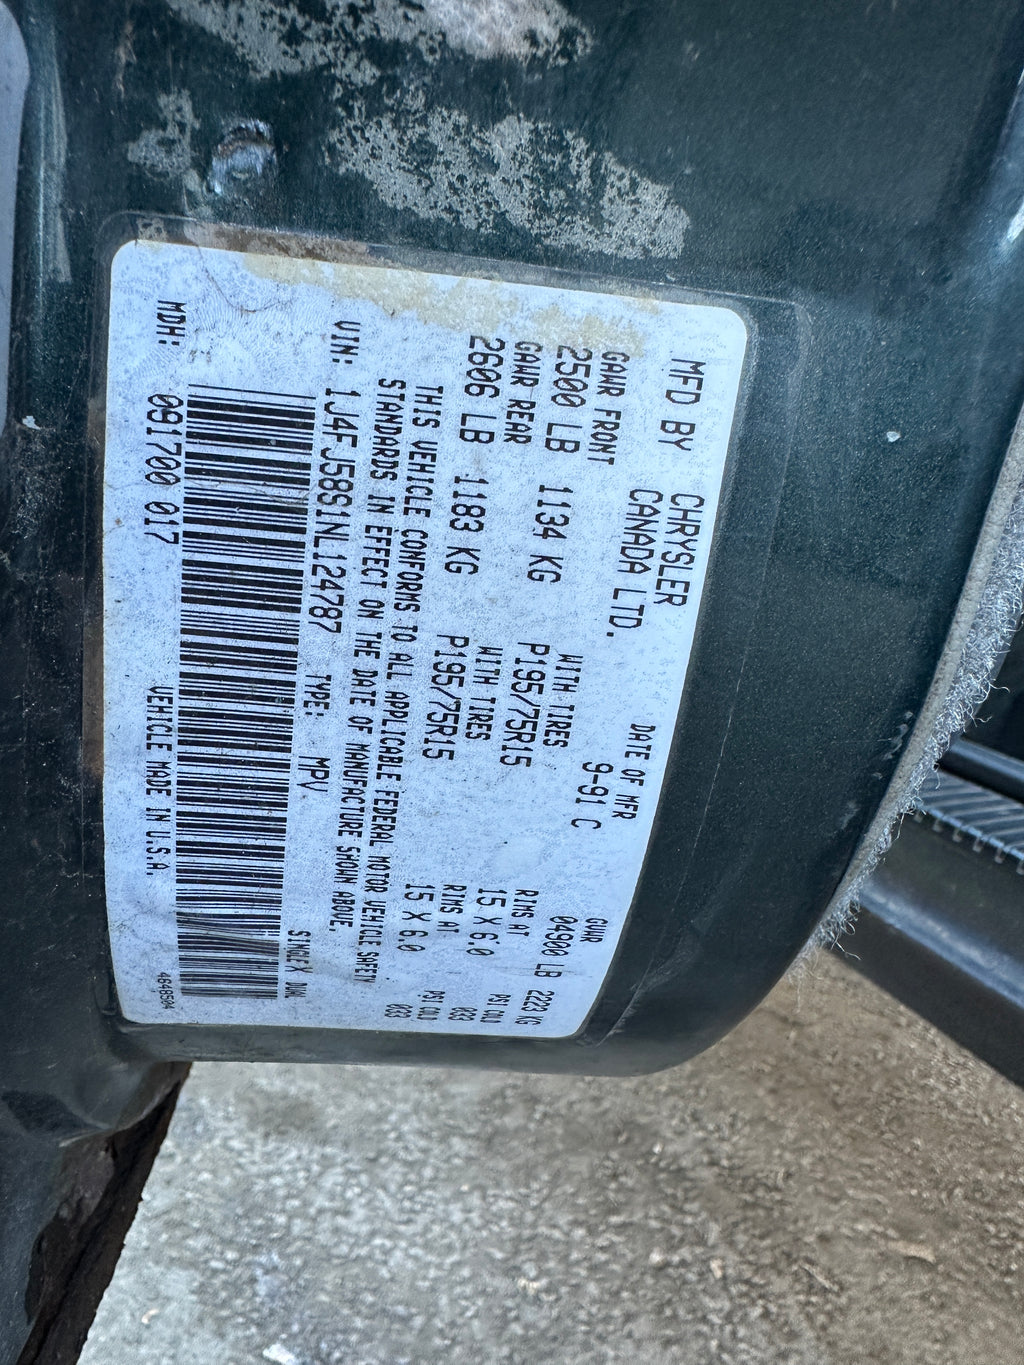 MFD BY CHRYSLER CANADA LTD.
DATE OF MFR 9-91 C
GVWR 04900 LB 2223 KG
GAWR FRONT WITH TIRES RIMS AT PSI COLD
2500 LB 1134 KG P195/75R15 15 X 6.0 033
GAWR REAR WITH TIRES RIMS AT PSI COLD
2606 LB 1183 KG P195/75R15 15 X 6.0 033
THIS VEHICLE CONFORMS TO ALL APPLICABLE FEDERAL MOTOR VEHICLE SAFETY
STANDARDS IN EFFECT ON THE DATE OF MANUFACTURE SHOWN ABOVE.
VIN: 1J4FJ58S1NL124787 TYPE: MPV SINGLE X DUAL
MDH: 091700 017 VEHICLE MADE IN U.S.A. 4648504